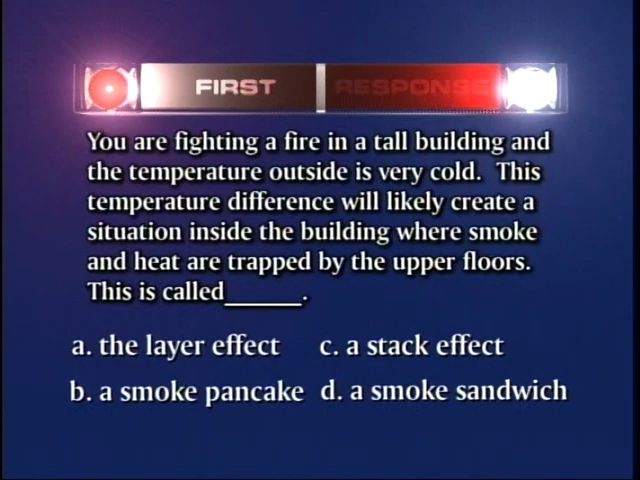 FIRST RESPONSE
You are fighting a fire in a tall building and
the temperature outside is very cold. This
temperature difference will likely create a
situation inside the building where smoke
and heat are trapped by the upper floors.
This is called______.
a. the layer effect c. a stack effect
b. a smoke pancake d. a smoke sandwich